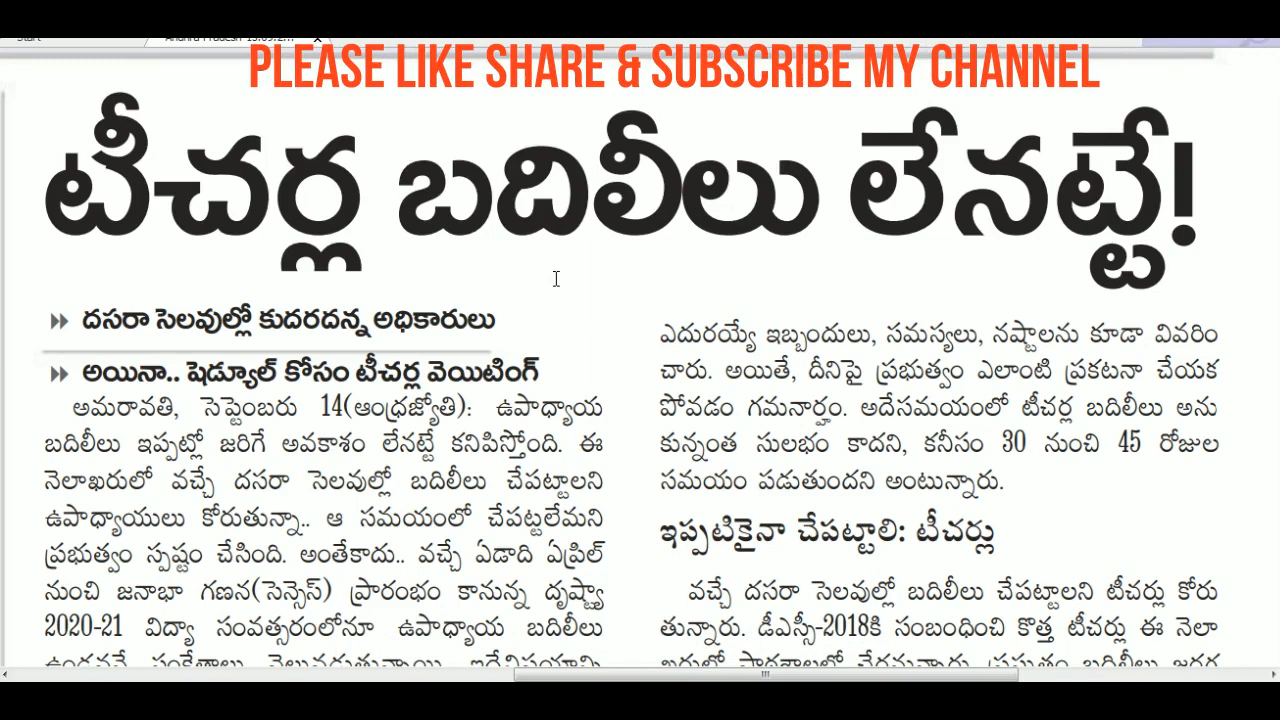 Start
PLEASE LIKE SHARE & SUBSCRIBE MY CHANNEL
టీచర్ల బదిలీలు లేనట్టే!
దసరా సెలవుల్లో కుదరదన్న అధికారులు
అయినా.. షెడ్యూల్ కోసం టీచర్ల వెయిటింగ్
అమరావతి, సెప్టెంబరు 14(ఆంధ్రజ్యోతి): ఉపాధ్యాయ
బదిలీలు ఇప్పట్లో జరిగే అవకాశం లేనట్టే కనిపిస్తోంది. ఈ
నెలాఖరులో వచ్చే దసరా సెలవుల్లో బదిలీలు చేపట్టాలని
ఉపాధ్యాయులు కోరుతున్నా.. ఆ సమయంలో చేపట్టలేమని
ప్రభుత్వం స్పష్టం చేసింది. అంతేకాదు.. వచ్చే ఏడాది ఏప్రిల్
నుంచి జనాభా గణన(సెన్సెస్) ప్రారంభం కానున్న దృష్ట్యా
2020-21 విద్యా సంవత్సరంలోనూ ఉపాధ్యాయ బదిలీలు
ఎదురయ్యే ఇబ్బందులు, సమస్యలు, నష్టాలను కూడా వివరిం
చారు. అయితే, దీనిపై ప్రభుత్వం ఎలాంటి ప్రకటనా చేయక
పోవడం గమనార్హం. అదేసమయంలో టీచర్ల బదిలీలు అను
కున్నంత సులభం కాదని, కనీసం 30 నుంచి 45 రోజుల
సమయం పడుతుందని అంటున్నారు.
ఇప్పటికైనా చేపట్టాలి: టీచర్లు
వచ్చే దసరా సెలవుల్లో బదిలీలు చేపట్టాలని టీచర్లు కోరు
తున్నారు. డీఎస్సీ-2018కి సంబంధించి కొత్త టీచర్లు ఈ నెలా